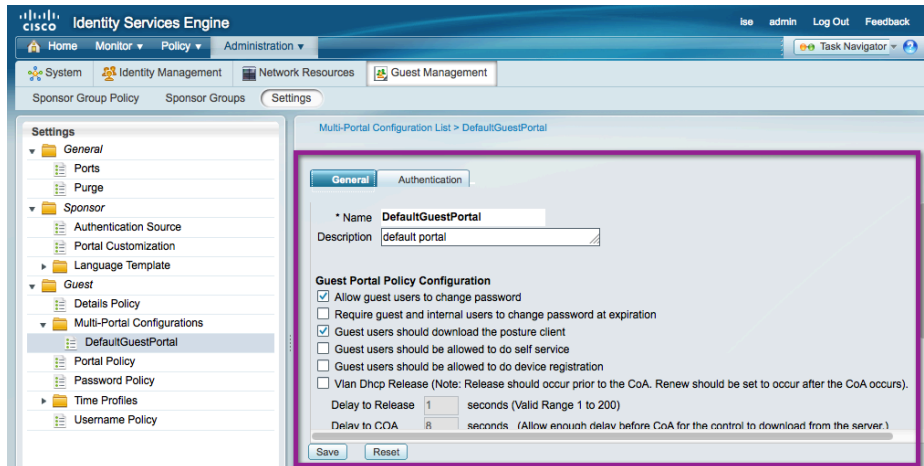 cisco Identity Services Engine
ise admin Log Out Feedback
Home Monitor Policy Administration
Task Navigator ?
System Identity Management Network Resources Guest Management
Sponsor Group Policy Sponsor Groups Settings
Settings
General
Ports
Purge
Sponsor
Authentication Source
Portal Customization
Language Template
Guest
Details Policy
Multi-Portal Configurations
DefaultGuestPortal
Portal Policy
Password Policy
Time Profiles
Username Policy
Multi-Portal Configuration List > DefaultGuestPortal
General Authentication
* Name DefaultGuestPortal
Description default portal
Guest Portal Policy Configuration
Allow guest users to change password
Require guest and internal users to change password at expiration
Guest users should download the posture client
Guest users should be allowed to do self service
Guest users should be allowed to do device registration
Vlan Dhcp Release (Note: Release should occur prior to the CoA. Renew should be set to occur after the CoA occurs).
Delay to Release 1 seconds (Valid Range 1 to 200)
Delay to COA 8 seconds (Allow enough delay before CoA for the control to download from the server.)
Save Reset